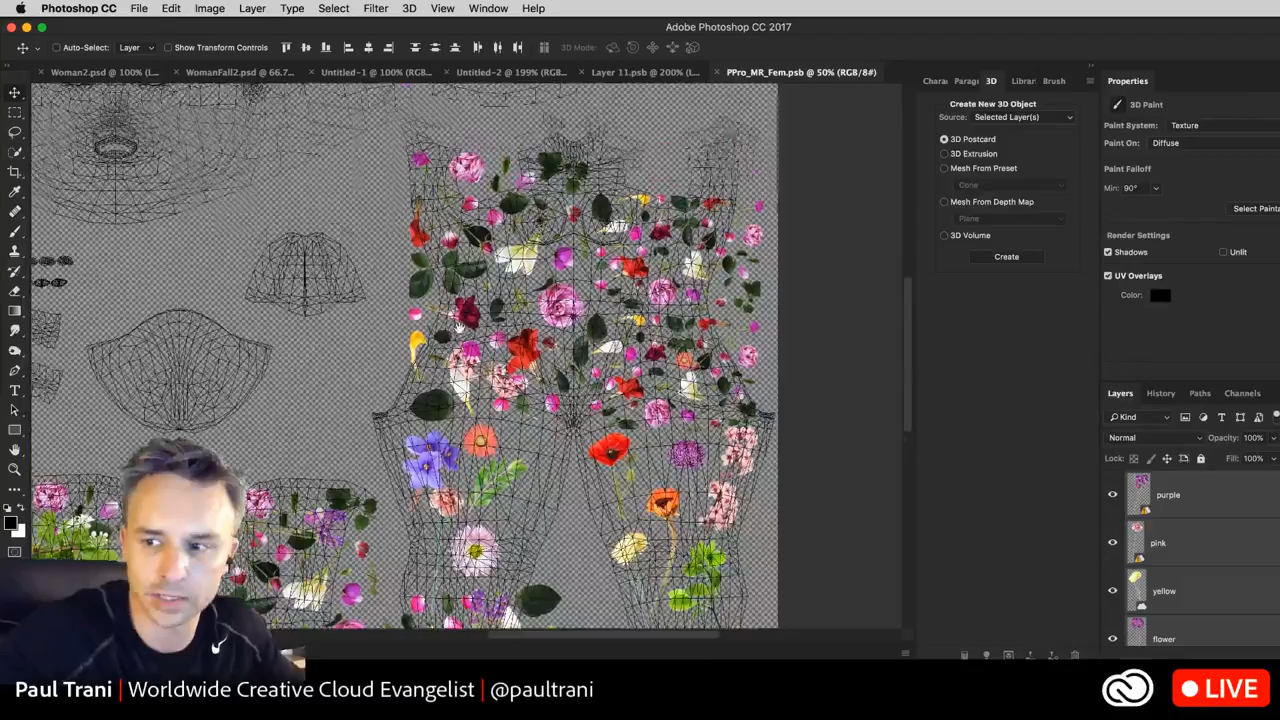 Photoshop CC File Edit Image Layer Type Select Filter 3D View Window Help
Adobe Photoshop CC 2017
Auto-Select: Layer Show Transform Controls 3D Mode:
Woman2.psd @ 100% (L... WomanFall2.psd @ 66.7... Untitled-1 @ 100% (RGB... Untitled-2 @ 199% (RGB... Layer 11.psb @ 200% (L... PPro_MR_Fem.psb @ 50% (RGB/8#)
Chara Paragr 3D Librar Brush
Create New 3D Object
Source: Selected Layer(s)
3D Postcard
3D Extrusion
Mesh From Preset
Cone
Mesh From Depth Map
Plane
3D Volume
Create
Properties
3D Paint
Paint System: Texture
Paint On: Diffuse
Paint Falloff
Min: 90°
Select Painta
Render Settings
Shadows Unlit
UV Overlays
Color:
Layers History Paths Channels
Kind
Normal Opacity: 100%
Lock: Fill: 100%
purple
pink
yellow
flower
Paul Trani | Worldwide Creative Cloud Evangelist | @paultrani
LIVE